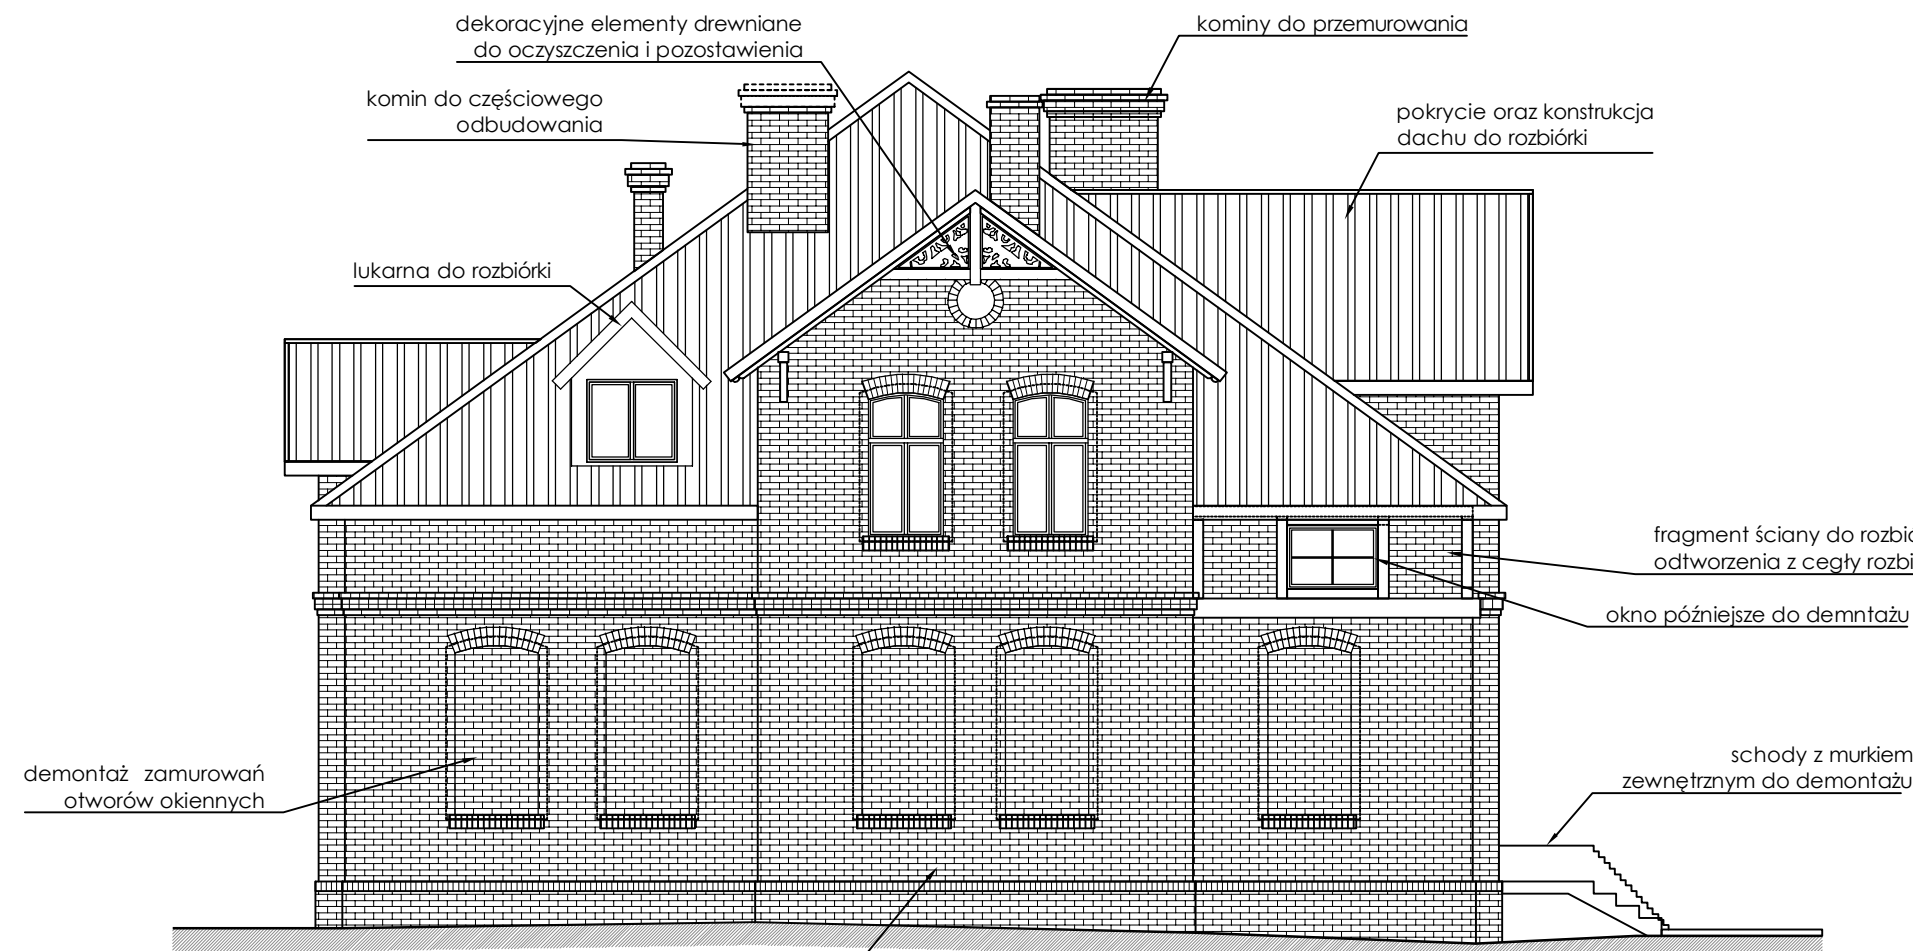 dekoracyjne elementy drewniane
do oczyszczenia i pozostawienia
kominy do przemurowania
komin do częściowego
odbudowania
pokrycie oraz konstrukcja
dachu do rozbiórki
lukarna do rozbiórki
fragment ściany do
odtworzenia z cegły
okno późniejsze do demntażu
schody z murkiem
zewnętrznym do demontażu
demontaż zamurowań
otworów okiennych